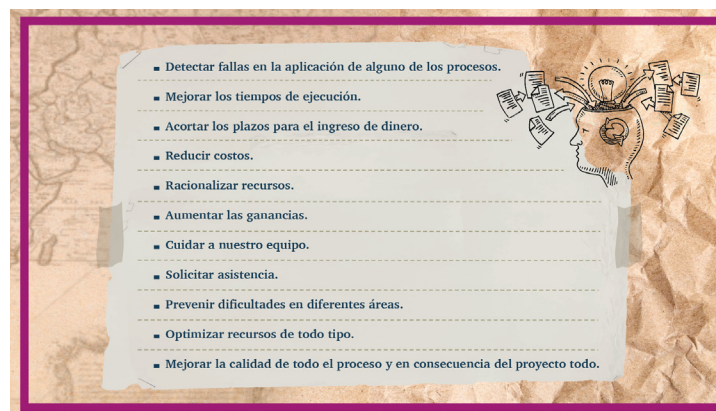 Detectar fallas en la aplicación de alguno de los procesos.
Mejorar los tiempos de ejecución.
Acortar los plazos para el ingreso de dinero.
Reducir costos.
Racionalizar recursos.
Aumentar las ganancias.
Cuidar a nuestro equipo.
Solicitar asistencia.
Prevenir dificultades en diferentes áreas.
Optimizar recursos de todo tipo.
Mejorar la calidad de todo el proceso y en consecuencia del proyecto todo.